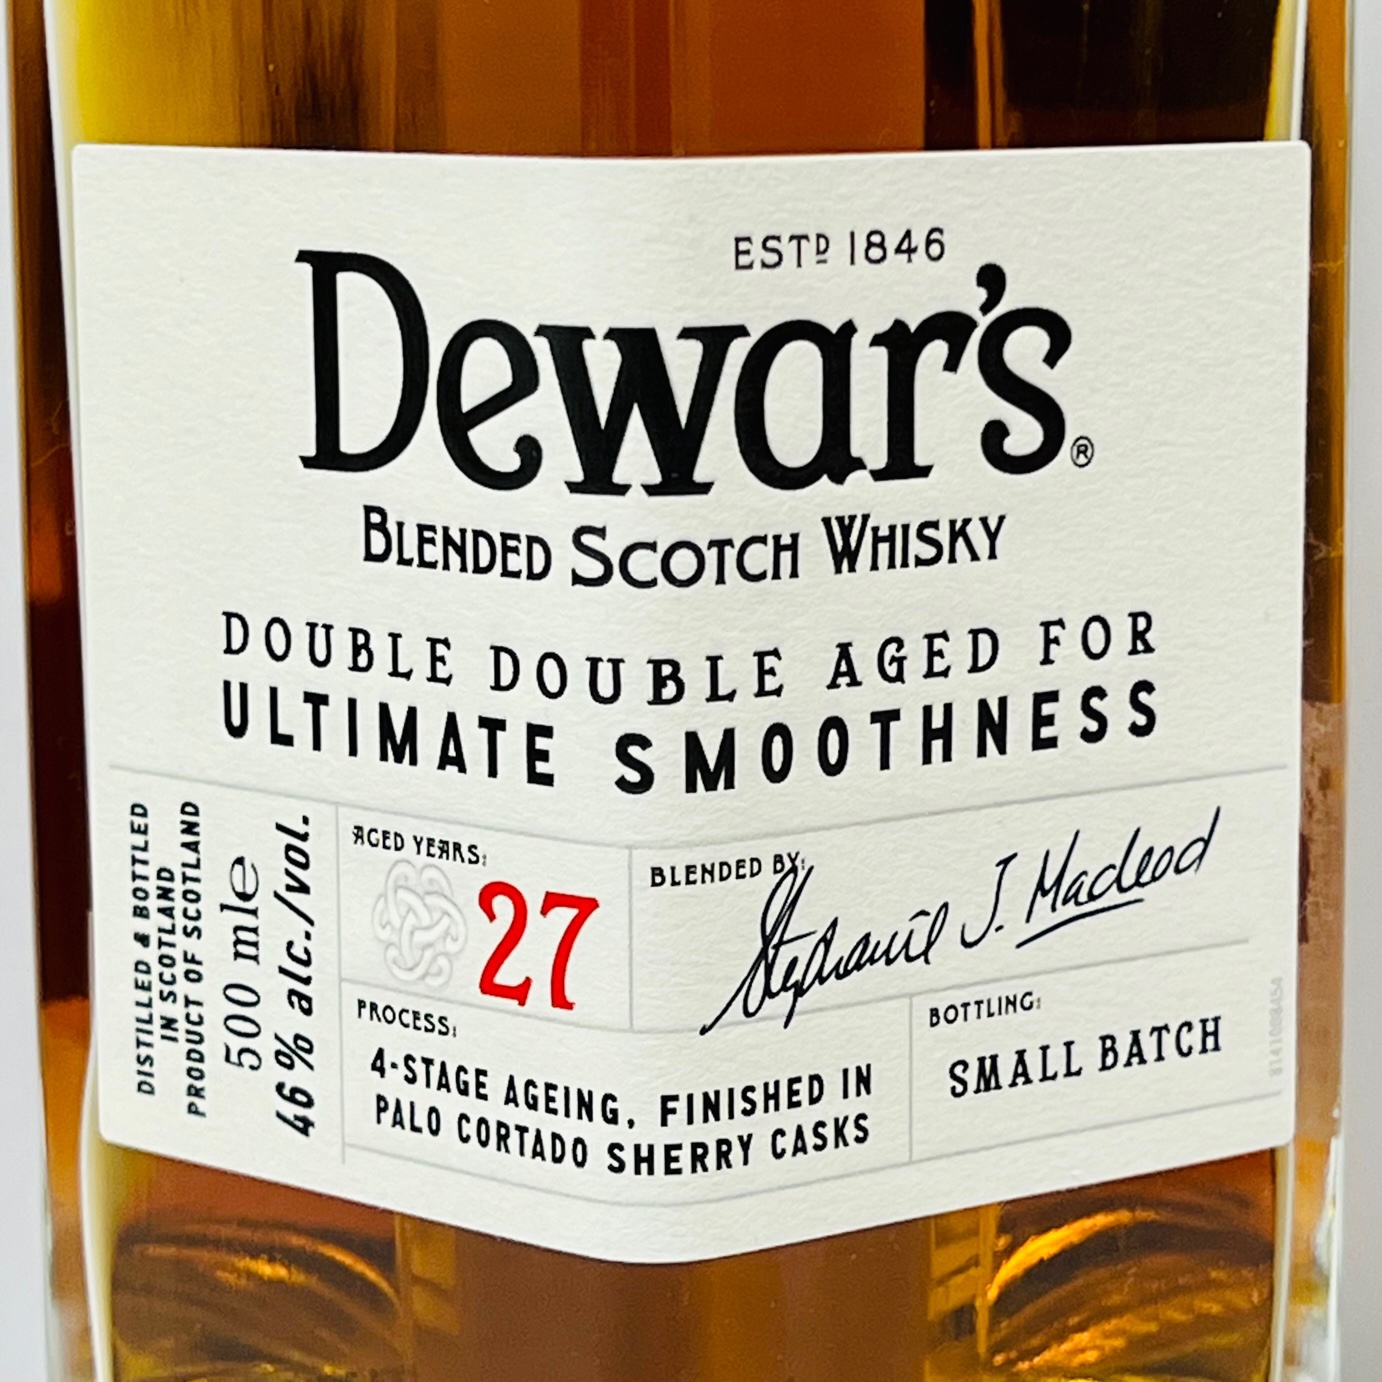 ESTD 1846
Dewar's®
BLENDED SCOTCH WHISKY
DOUBLE DOUBLE AGED FOR
ULTIMATE SMOOTHNESS
DISTILLED & BOTTLED
IN SCOTLAND
PRODUCT OF SCOTLAND
500 mle
46% alc./vol.
AGED YEARS:
27
BLENDED BY:
Stephanie J. Macleod
PROCESS:
4-STAGE AGEING, FINISHED IN
PALO CORTADO SHERRY CASKS
BOTTLING:
SMALL BATCH